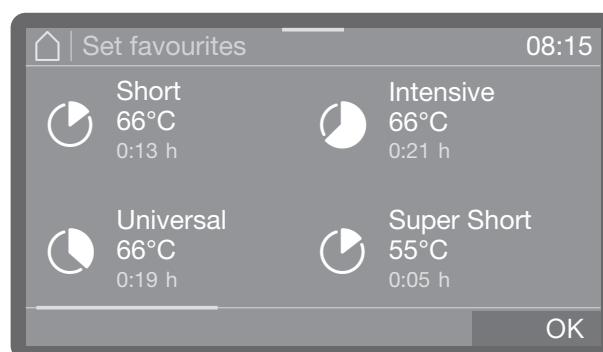 Set favourites 08:15
Short
66°C
0:13 h
Intensive
66°C
0:21 h
Universal
66°C
0:19 h
Super Short
55°C
0:05 h
OK